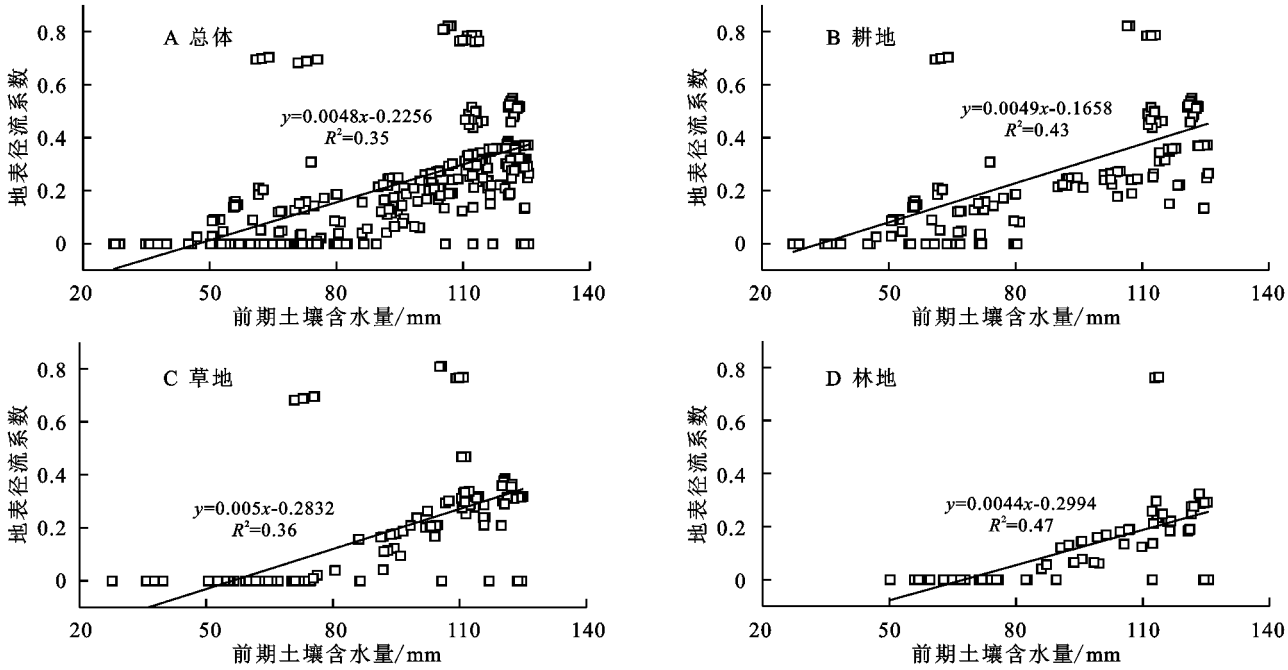 A 总体
y=0.0048x-0.2256
R²=0.35
地表径流系数
0.8
0.6
0.4
0.2
0
20 50 80 110 140
前期土壤含水量/mm
B 耕地
y=0.0049x-0.1658
R²=0.43
地表径流系数
0.8
0.6
0.4
0.2
0
20 50 80 110 140
前期土壤含水量/mm
C 草地
y=0.005x-0.2832
R²=0.36
地表径流系数
0.8
0.6
0.4
0.2
0
20 50 80 110 140
前期土壤含水量/mm
D 林地
y=0.0044x-0.2994
R²=0.47
地表径流系数
0.8
0.6
0.4
0.2
0
20 50 80 110 140
前期土壤含水量/mm